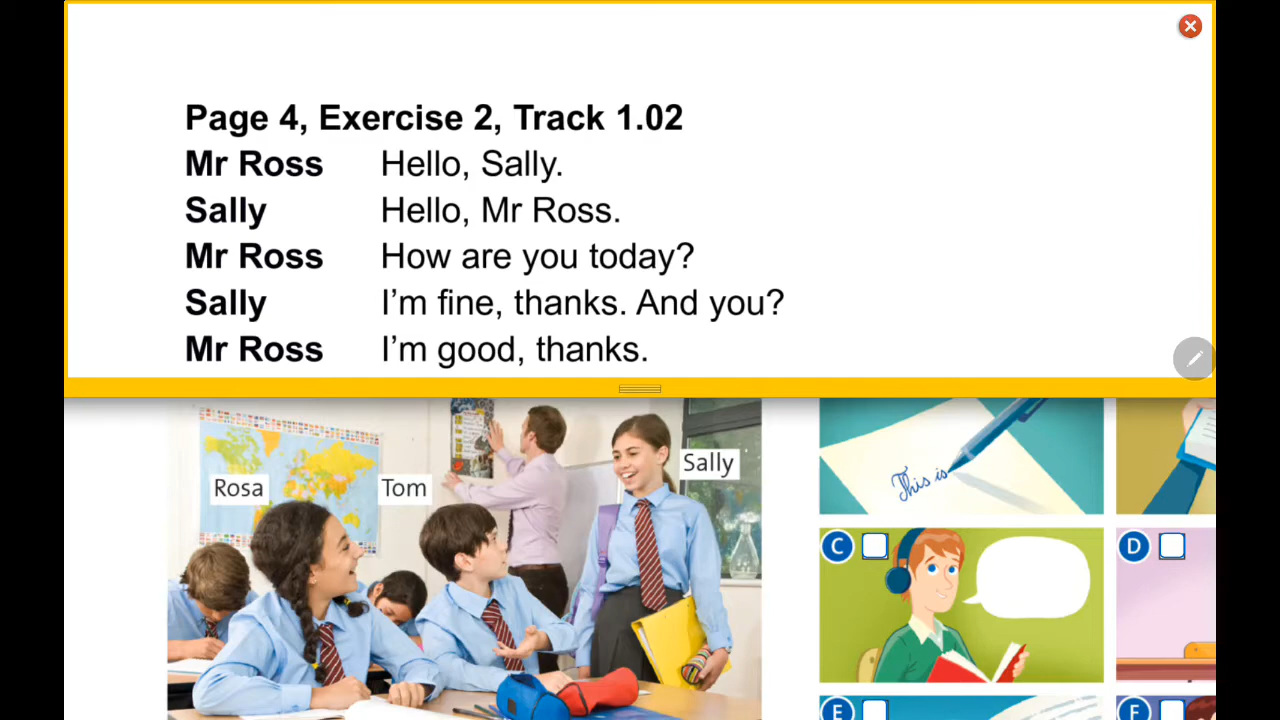 Page 4, Exercise 2, Track 1.02
Mr Ross Hello, Sally.
Sally Hello, Mr Ross.
Mr Ross How are you today?
Sally I’m fine, thanks. And you?
Mr Ross I’m good, thanks.
Rosa
Tom
Sally
This is
C
D
E
F